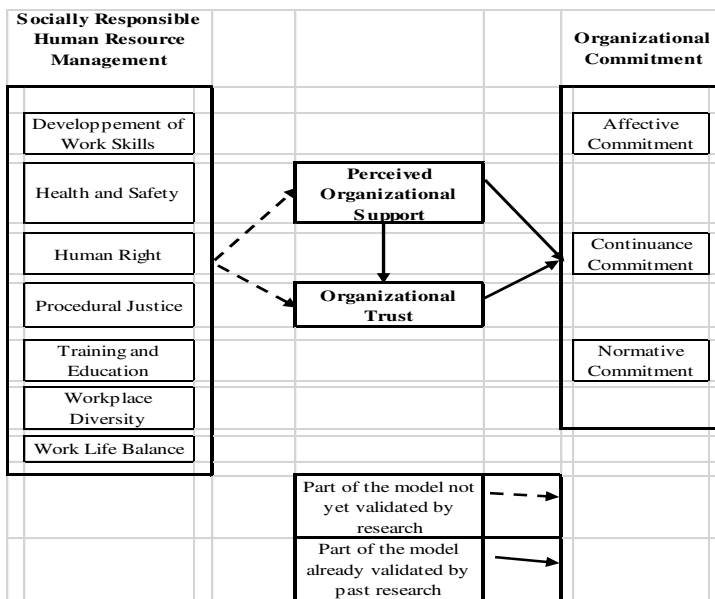 Socially Responsible
Human Resource
Management
Developpement of
Work Skills
Health and Safety
Human Right
Procedural Justice
Training and
Education
Workplace
Diversity
Work Life Balance
Perceived
Organizational
Support
Organizational
Trust
Organizational
Commitment
Affective
Commitment
Continuance
Commitment
Normative
Commitment
Part of the model not
yet validated by
research
Part of the model
already validated by
past research